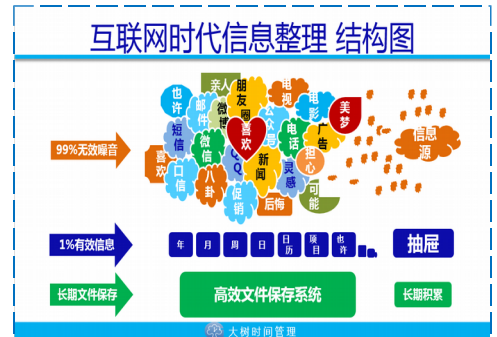 互联网时代信息整理 结构图
也许
亲人
朋友圈
电视
电影
美梦
邮件
微博
公众号
短信
微信
喜欢
电话
广告
信息源
99%无效噪音
喜欢
口信
八卦
QQ
新闻
灵感
担心
促销
后悔
可能
1%有效信息
年
月
周
日
日历
项目
也许
抽屉
长期文件保存
高效文件保存系统
长期积累
大树时间管理